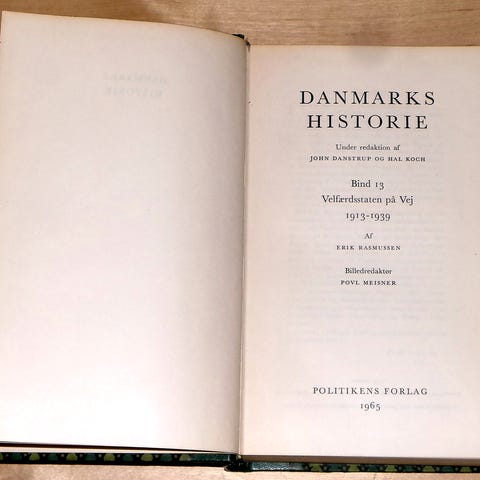 DANMARKS
HISTORIE
Under redaktion af
JOHN DANSTRUP OG HAL KOCH
Bind 13
Velfærdsstaten på Vej
1913-1939
Af
ERIK RASMUSSEN
Billedredaktør
POVL MEISNER
POLITIKENS FORLAG
1965